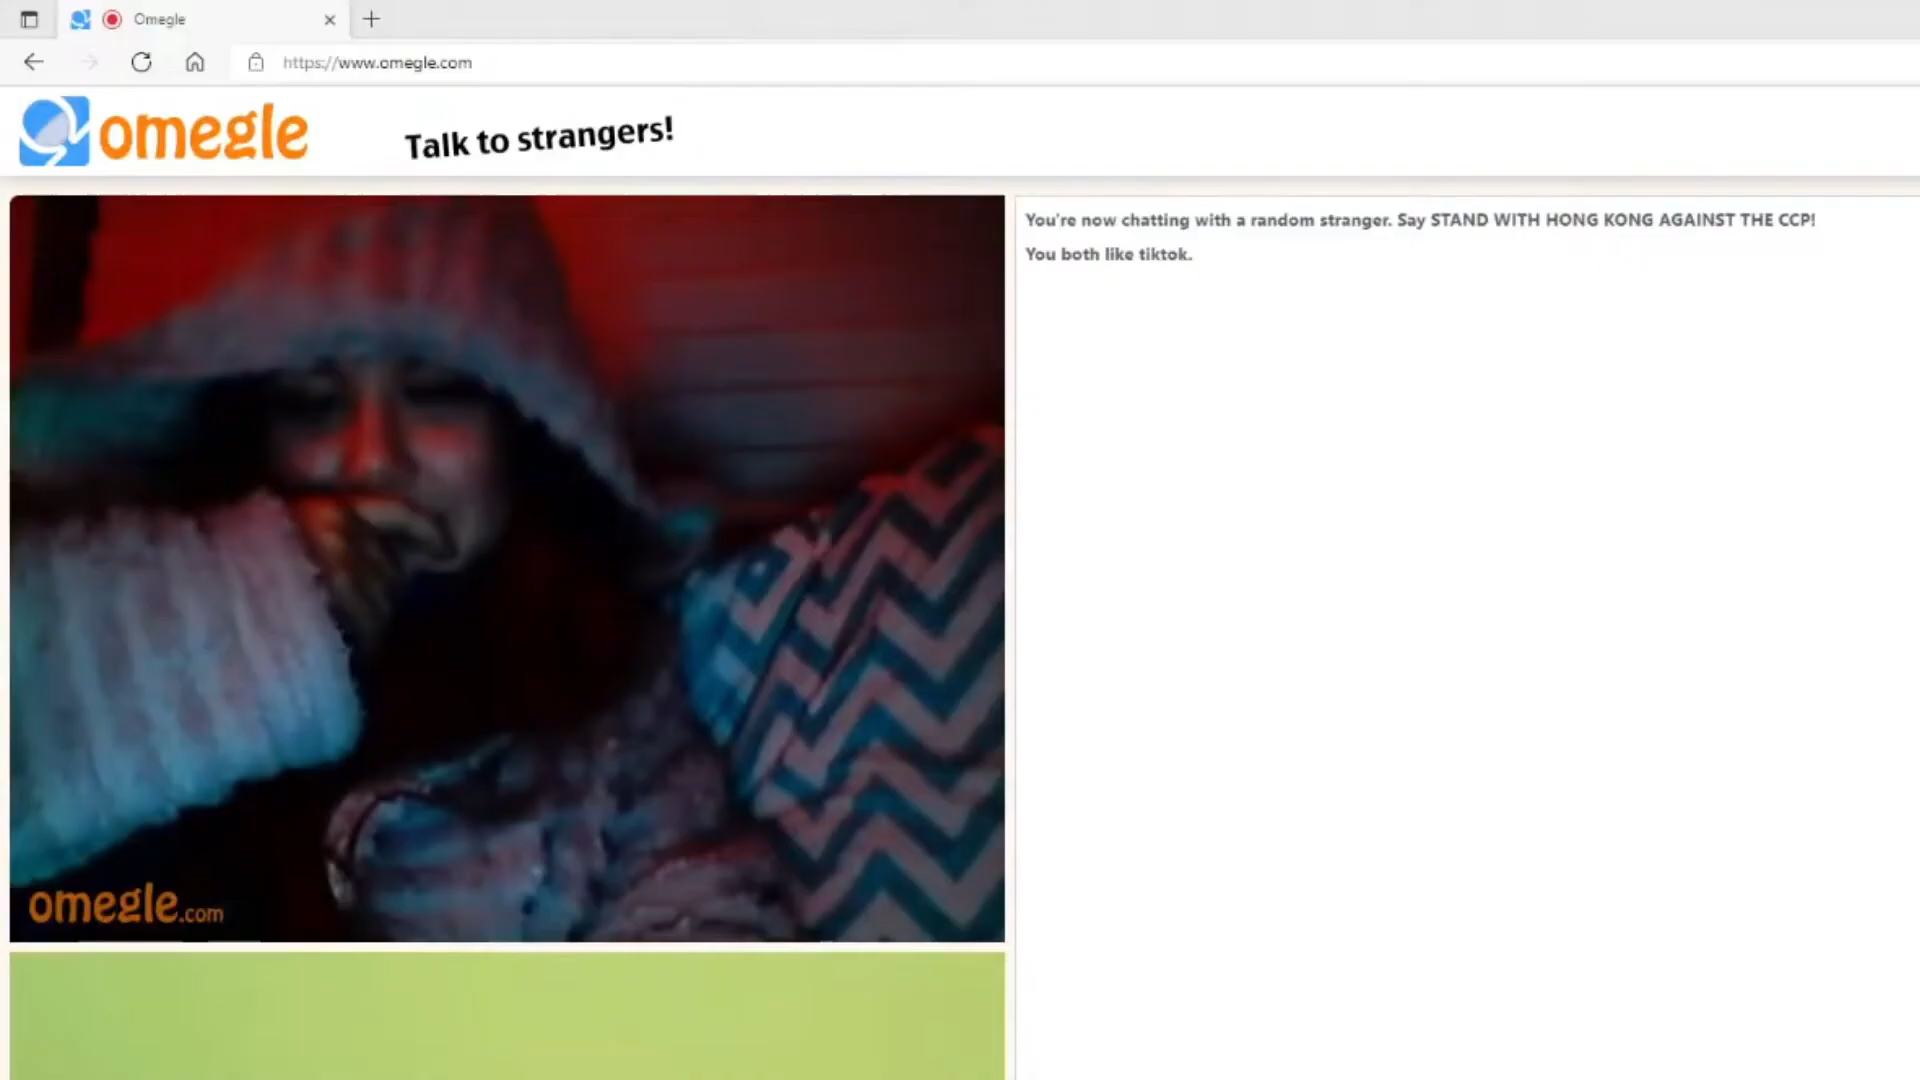 Omegle
https://www.omegle.com
omegle
Talk to strangers!
You're now chatting with a random stranger. Say STAND WITH HONG KONG AGAINST THE CCP!
You both like tiktok.
omegle.com